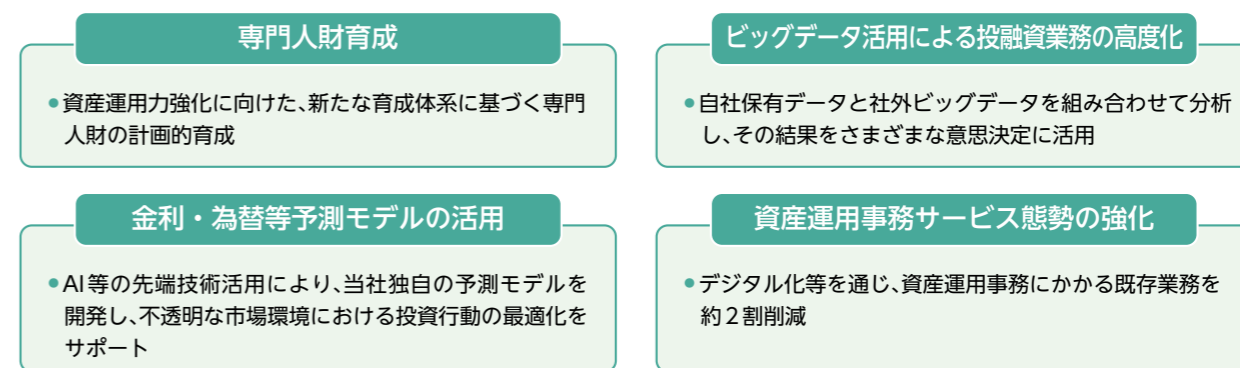 専門人財育成
●資産運用力強化に向けた、新たな育成体系に基づく専門
人財の計画的育成
ビッグデータ活用による投融資業務の高度化
●自社保有データと社外ビッグデータを組み合わせて分析
し、その結果をさまざまな意思決定に活用
金利・為替等予測モデルの活用
●AI等の先端技術活用により、当社独自の予測モデルを
開発し、不透明な市場環境における投資行動の最適化を
サポート
資産運用事務サービス態勢の強化
●デジタル化等を通じ、資産運用事務にかかる既存業務を
約2割削減